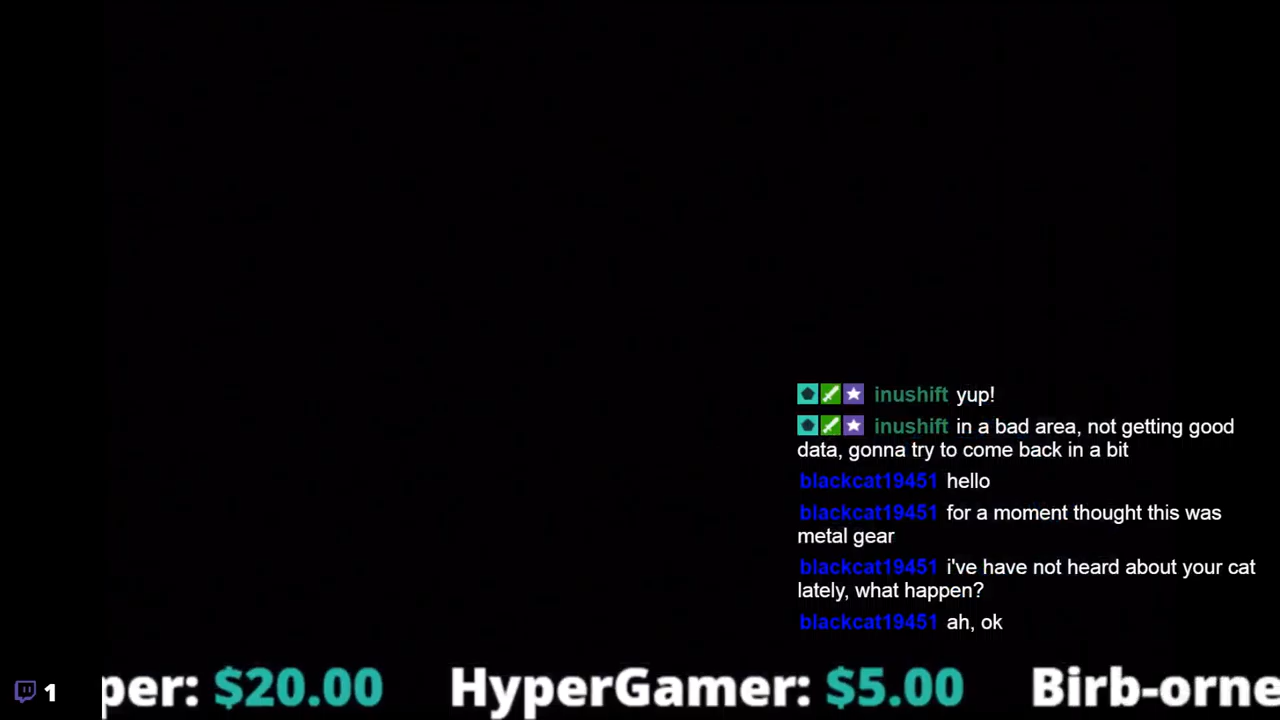 inushift yup!
inushift in a bad area, not getting good
data, gonna try to come back in a bit
blackcat19451 hello
blackcat19451 for a moment thought this was
metal gear
blackcat19451 i've have not heard about your cat
lately, what happen?
blackcat19451 ah, ok
1 per: $20.00 HyperGamer: $5.00 Birb-orne